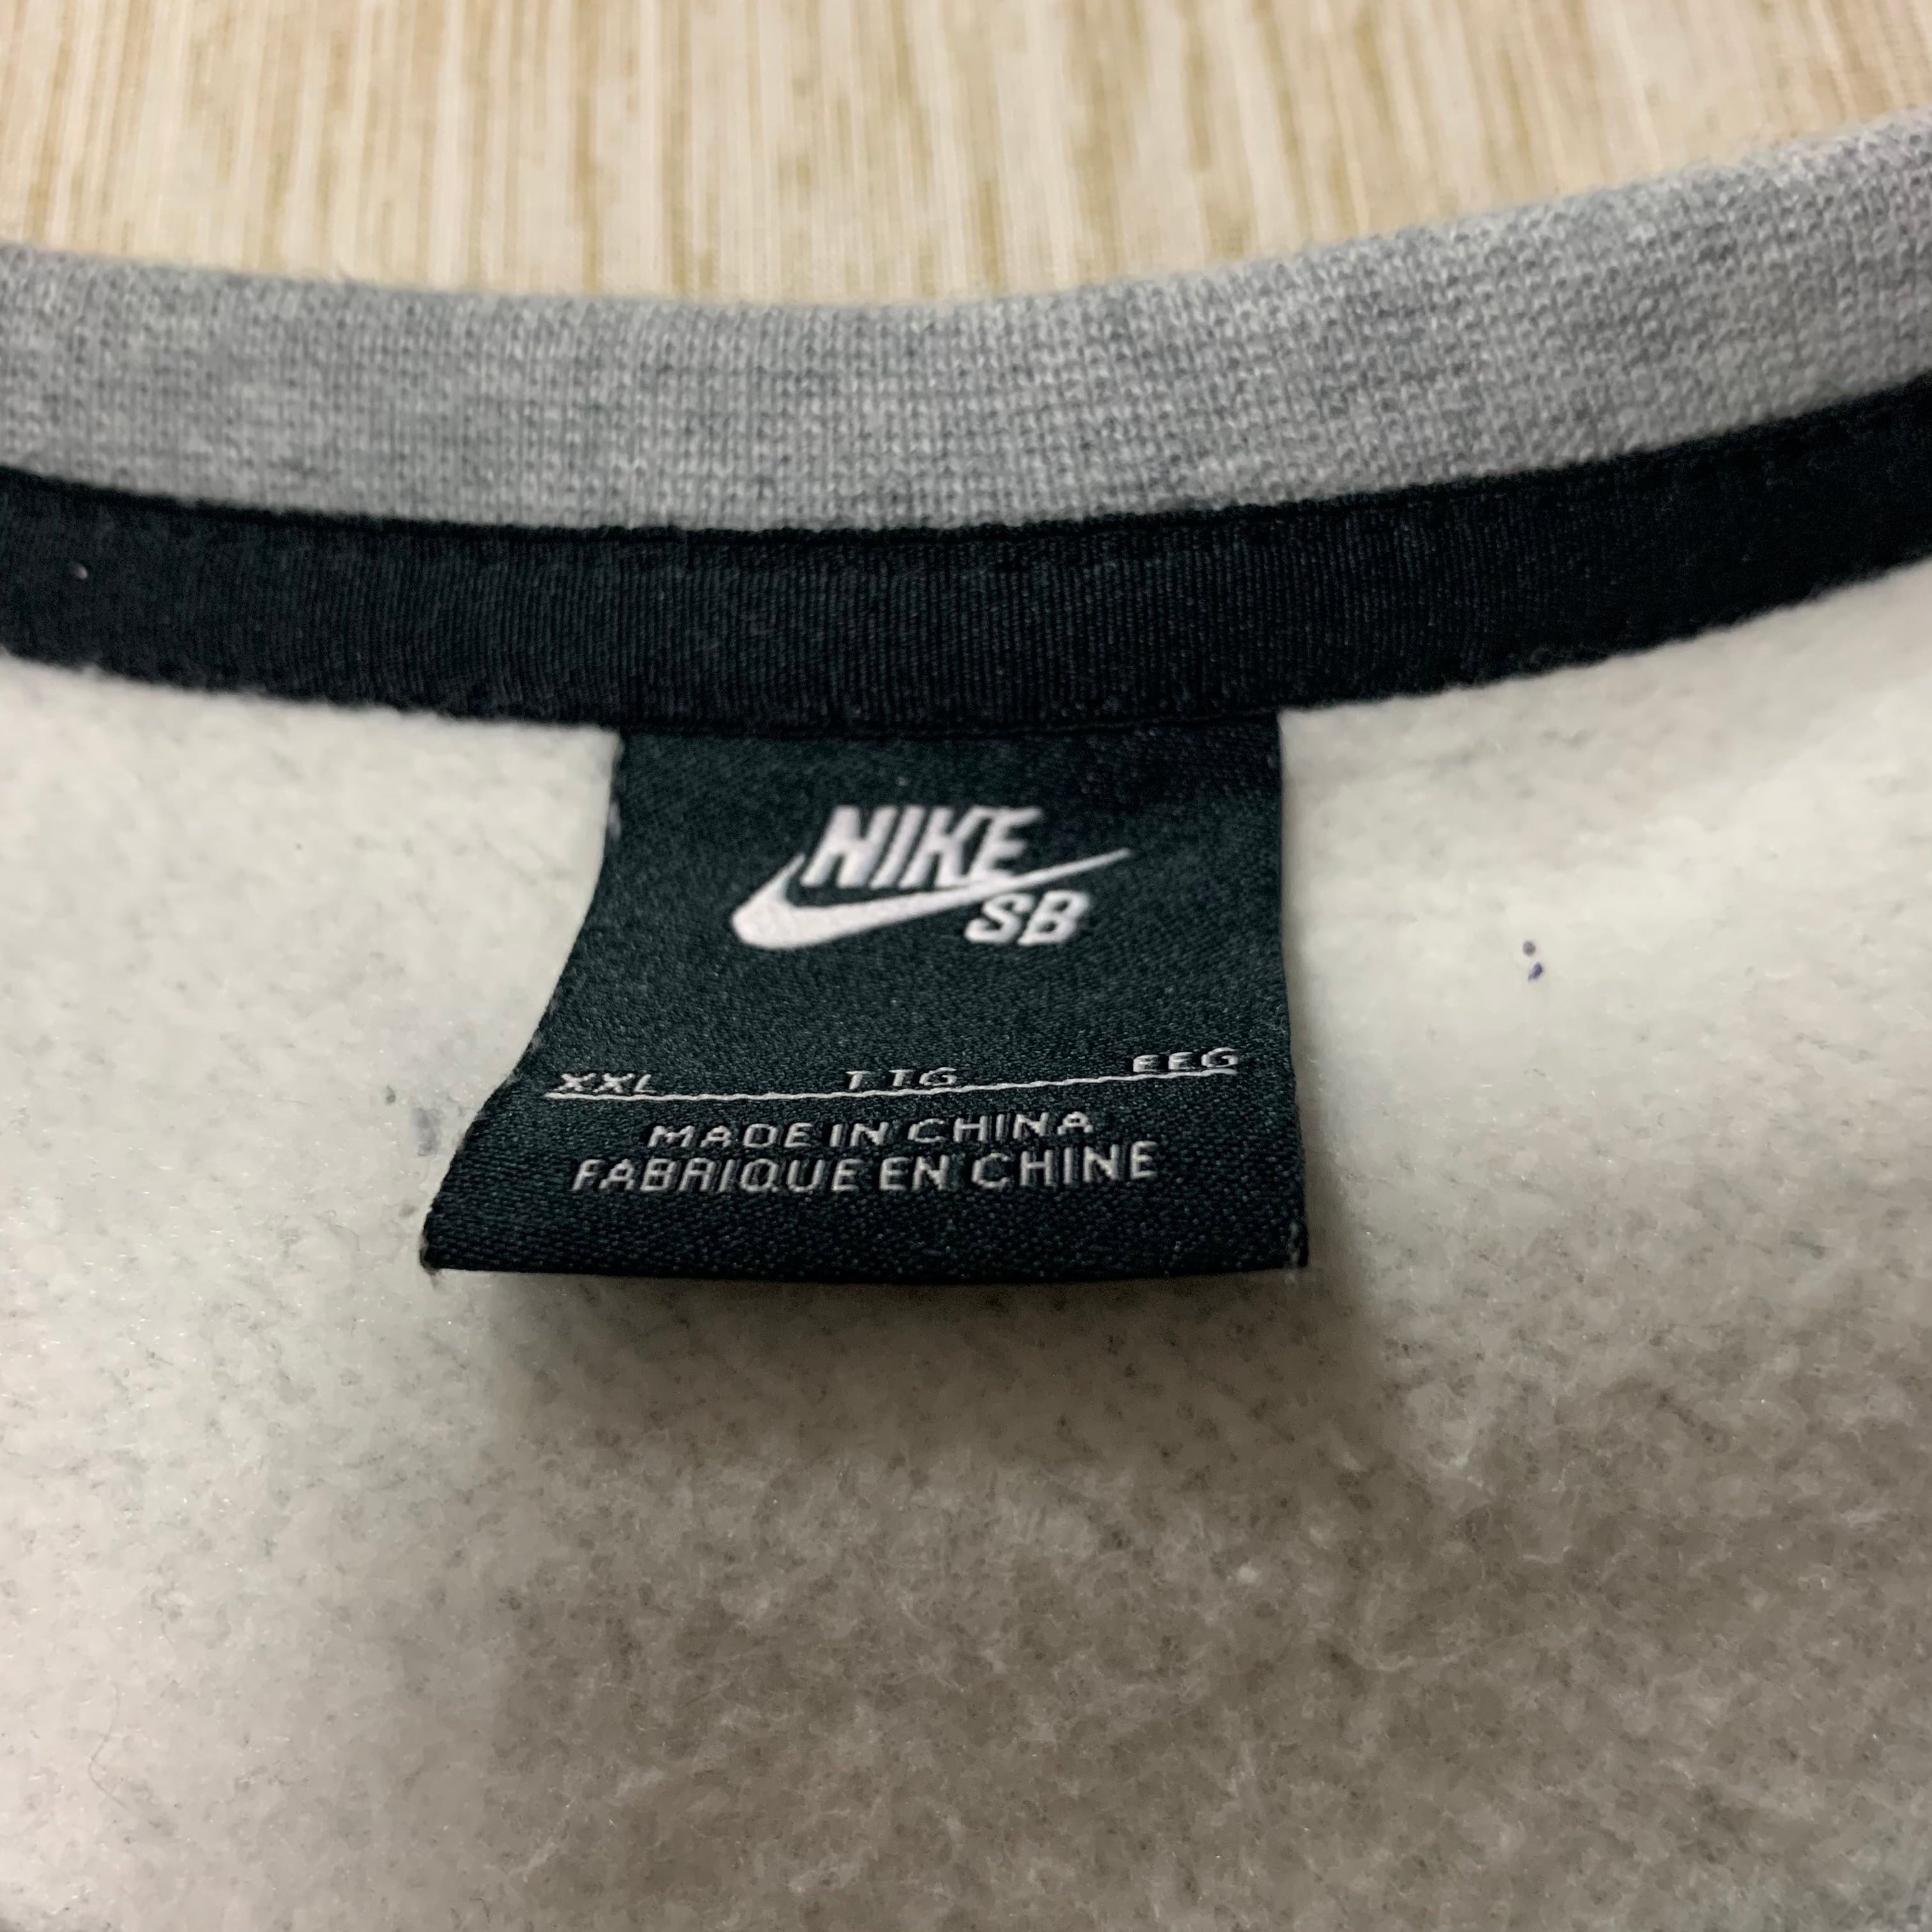 NIKE
SB
XXL TTG EEG
MADE IN CHINA
FABRIQUE EN CHINE